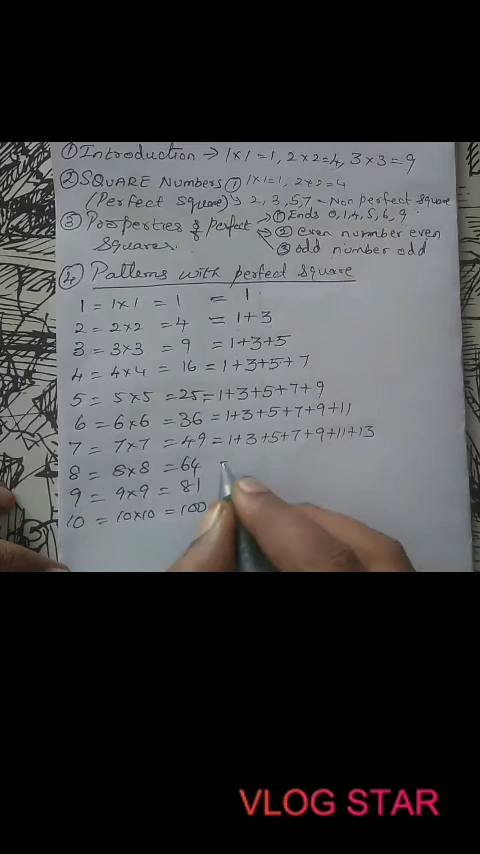 ① Introduction → 1×1=1, 2×2=4, 3×3=9
② SQUARE Numbers ① 1×1=1, 2×2=4
(Perfect Square) 2, 3, 5, 7 - Non perfect square
③ Pooperties of perfect squares.
① Ends 0, 1, 4, 5, 6, 9.
② even number even
③ odd number odd
④ Patterns with perfect square
1 = 1×1 = 1 = 1
2 = 2×2 = 4 = 1+3
3 = 3×3 = 9 = 1+3+5
4 = 4×4 = 16 = 1+3+5+7
5 = 5×5 = 25 = 1+3+5+7+9
6 = 6×6 = 36 = 1+3+5+7+9+11
7 = 7×7 = 49 = 1+3+5+7+9+11+13
8 = 8×8 = 64
9 = 9×9 = 81
10 = 10×10 = 100
VLOG STAR